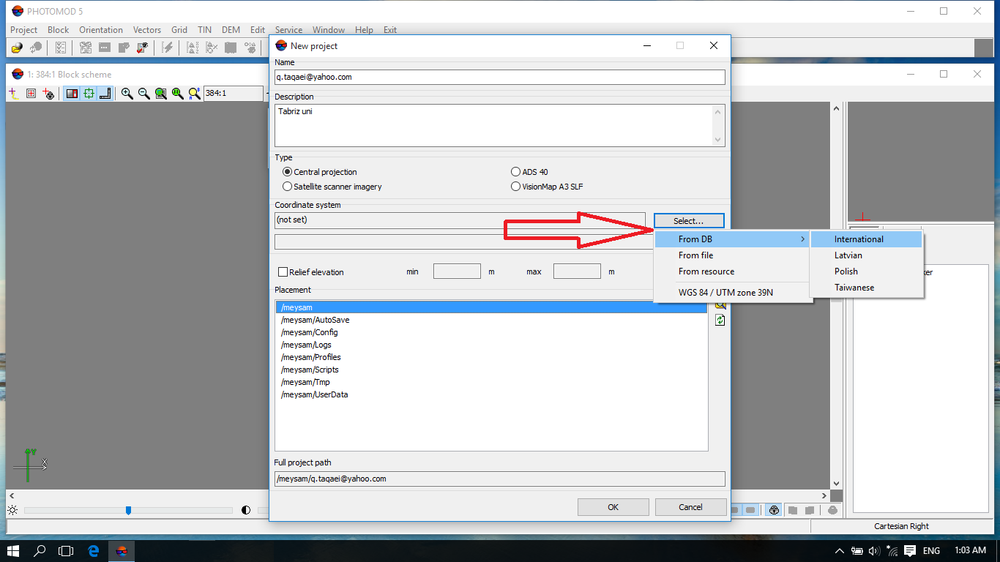 PHOTOMOD 5
Project Block Orientation Vectors Grid TIN DEM Edit Service Window Help Exit
New project
1: 384:1 Block scheme
384:1
Name
q.taqaei@yahoo.com
Description
Tabriz uni
Type
Central projection
ADS 40
Satellite scanner imagery
VisionMap A3 SLF
Coordinate system
(not set)
Select...
From DB
From file
From resource
WGS 84 / UTM zone 39N
International
Latvian
Polish
Taiwanese
Relief elevation min m max m
Placement
/meysam
/meysam/AutoSave
/meysam/Config
/meysam/Logs
/meysam/Profiles
/meysam/Scripts
/meysam/Tmp
/meysam/UserData
Y
X
Full project path
/meysam/q.taqaei@yahoo.com
OK Cancel
Cartesian Right
ENG 1:03 AM